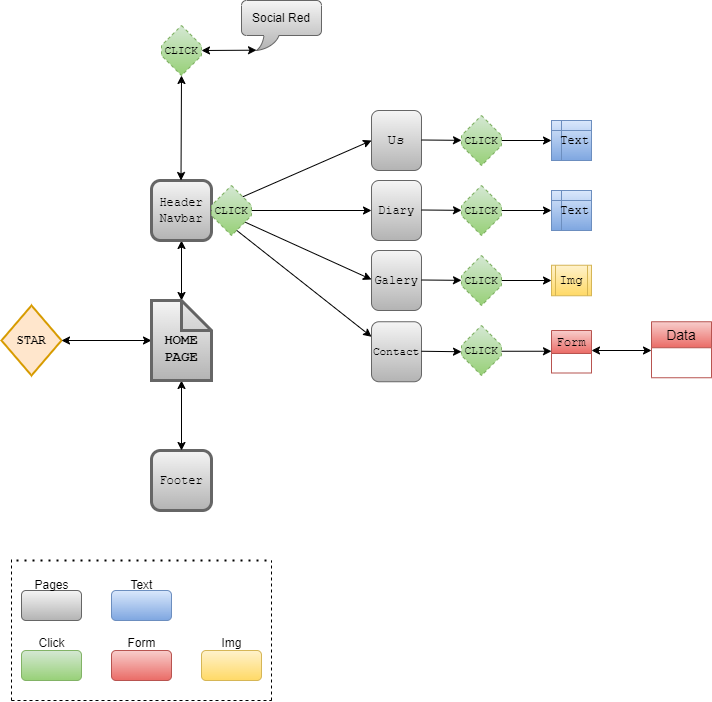 Social Red
CLICK
Us
CLICK
Text
Header
Navbar
CLICK
Diary
CLICK
Text
Galery
CLICK
Img
STAR
HOME
PAGE
Contact
CLICK
Form
Data
Footer
Pages
Text
Click
Form
Img